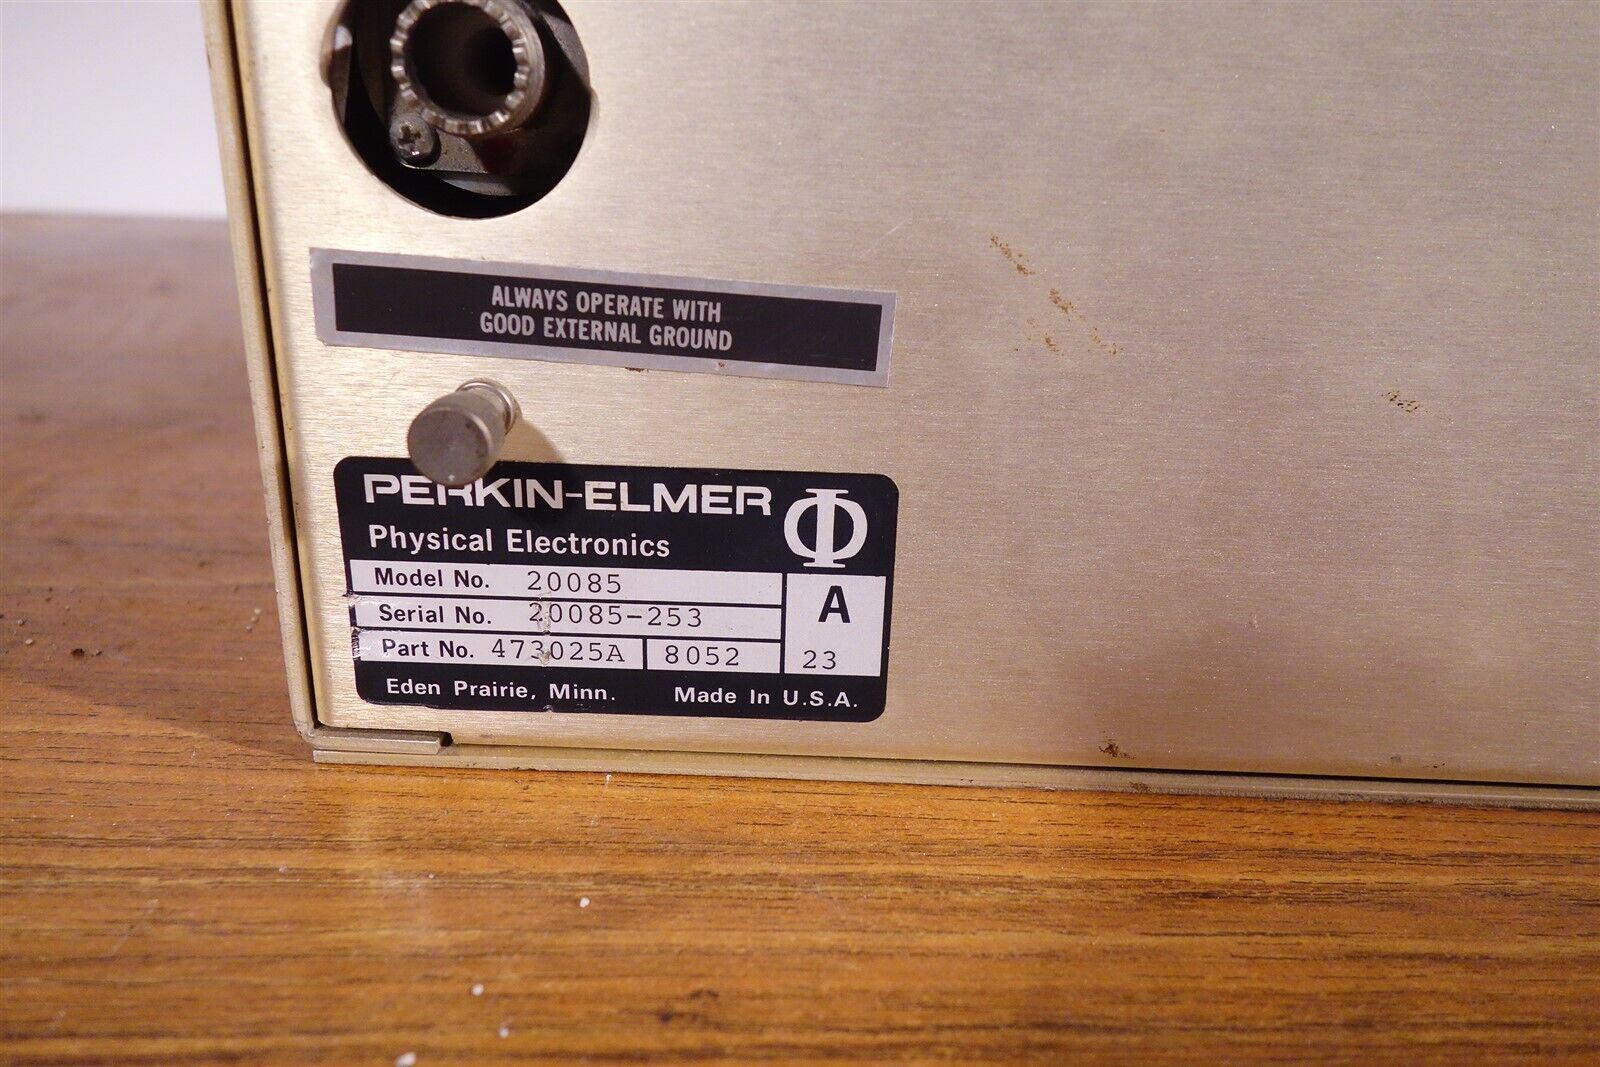 ALWAYS OPERATE WITH
GOOD EXTERNAL GROUND
PERKIN-ELMER
Physical Electronics
Model No. 20085
A
Serial No. 20085-253
Part No. 473025A 8052 23
Eden Prairie, Minn. Made In U.S.A.